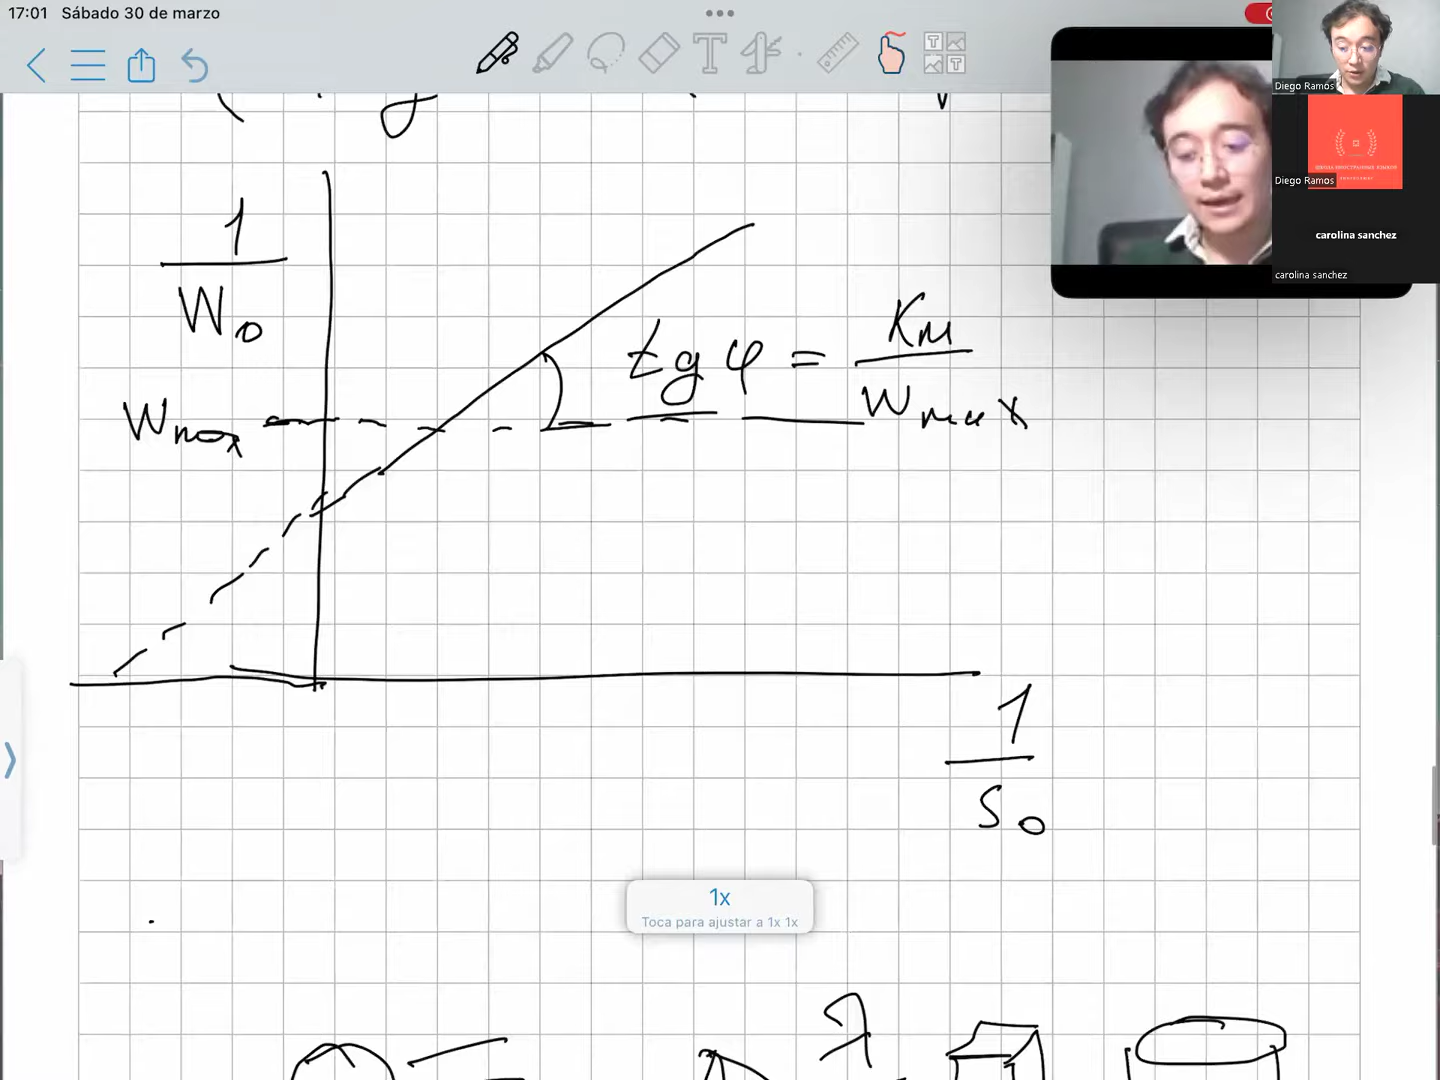 17:01 Sábado 30 de marzo
Diego Ramos
Diego Ramos
carolina sanchez
carolina sanchez
1
W₀
tg φ = Kм / Wmax
Wmax
1
S₀
1x
Toca para ajustar a 1x 1x
λ